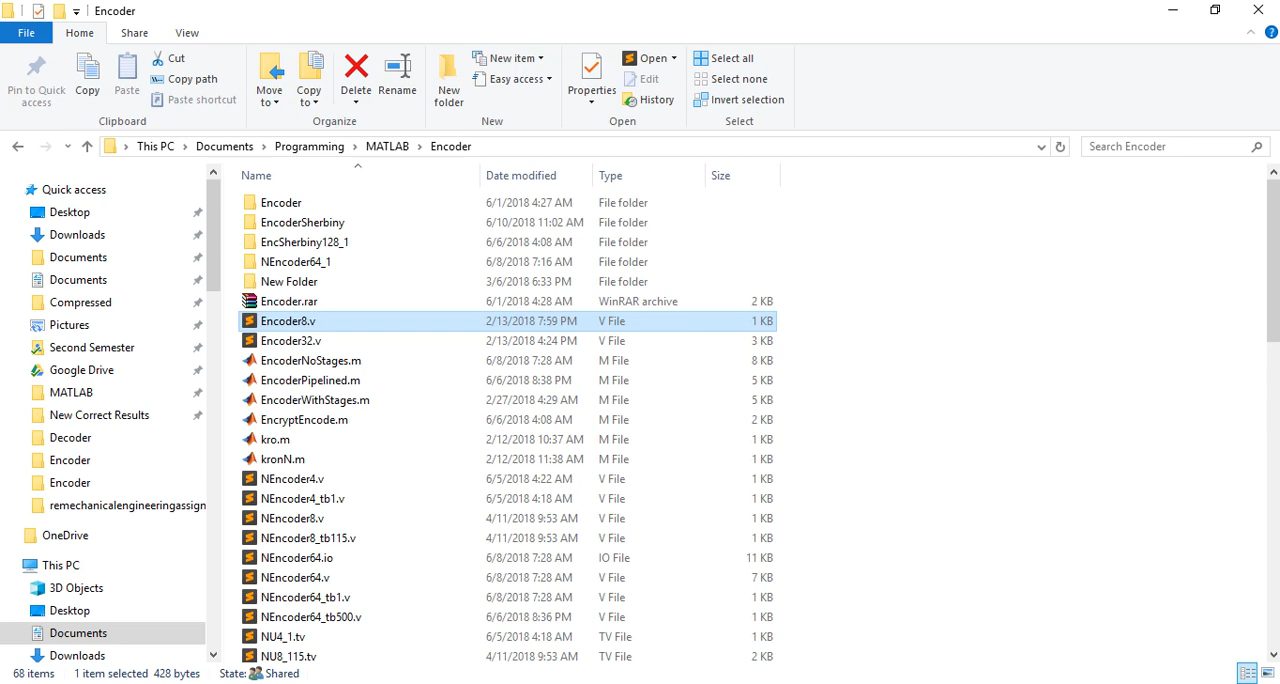 Encoder
File Home Share View
Pin to Quick access
Copy
Paste
Cut
Copy path
Paste shortcut
Clipboard
Move to
Copy to
Delete
Rename
Organize
New folder
New item
Easy access
New
Properties
Open
Edit
History
Open
Select all
Select none
Invert selection
Select
This PC Documents Programming MATLAB Encoder
Search Encoder
Quick access
Desktop
Downloads
Documents
Documents
Compressed
Pictures
Second Semester
Google Drive
MATLAB
New Correct Results
Decoder
Encoder
Encoder
remechanicalengineeringassign
OneDrive
This PC
3D Objects
Desktop
Documents
Downloads
Name Date modified Type Size
Encoder 6/1/2018 4:27 AM File folder
EncoderSherbiny 6/10/2018 11:02 AM File folder
EncSherbiny128_1 6/6/2018 4:08 AM File folder
NEncoder64_1 6/8/2018 7:16 AM File folder
New Folder 3/6/2018 6:33 PM File folder
Encoder.rar 6/1/2018 4:28 AM WinRAR archive 2 KB
Encoder8.v 2/13/2018 7:59 PM V File 1 KB
Encoder32.v 2/13/2018 4:24 PM V File 3 KB
EncoderNoStages.m 6/8/2018 7:28 AM M File 8 KB
EncoderPipelined.m 6/6/2018 8:38 PM M File 5 KB
EncoderWithStages.m 2/27/2018 4:29 AM M File 5 KB
EncryptEncode.m 6/6/2018 4:08 AM M File 2 KB
kro.m 2/12/2018 10:37 AM M File 1 KB
kronN.m 2/12/2018 11:38 AM M File 1 KB
NEncoder4.v 6/5/2018 4:22 AM V File 1 KB
NEncoder4_tb1.v 6/5/2018 4:18 AM V File 1 KB
NEncoder8.v 4/11/2018 9:53 AM V File 1 KB
NEncoder8_tb115.v 4/11/2018 9:53 AM V File 1 KB
NEncoder64.io 6/8/2018 7:28 AM IO File 11 KB
NEncoder64.v 6/8/2018 7:28 AM V File 7 KB
NEncoder64_tb1.v 6/8/2018 7:28 AM V File 1 KB
NEncoder64_tb500.v 6/6/2018 8:36 PM V File 1 KB
NU4_1.tv 6/5/2018 4:18 AM TV File 1 KB
NU8_115.tv 4/11/2018 9:53 AM TV File 2 KB
68 items 1 item selected 428 bytes State: Shared